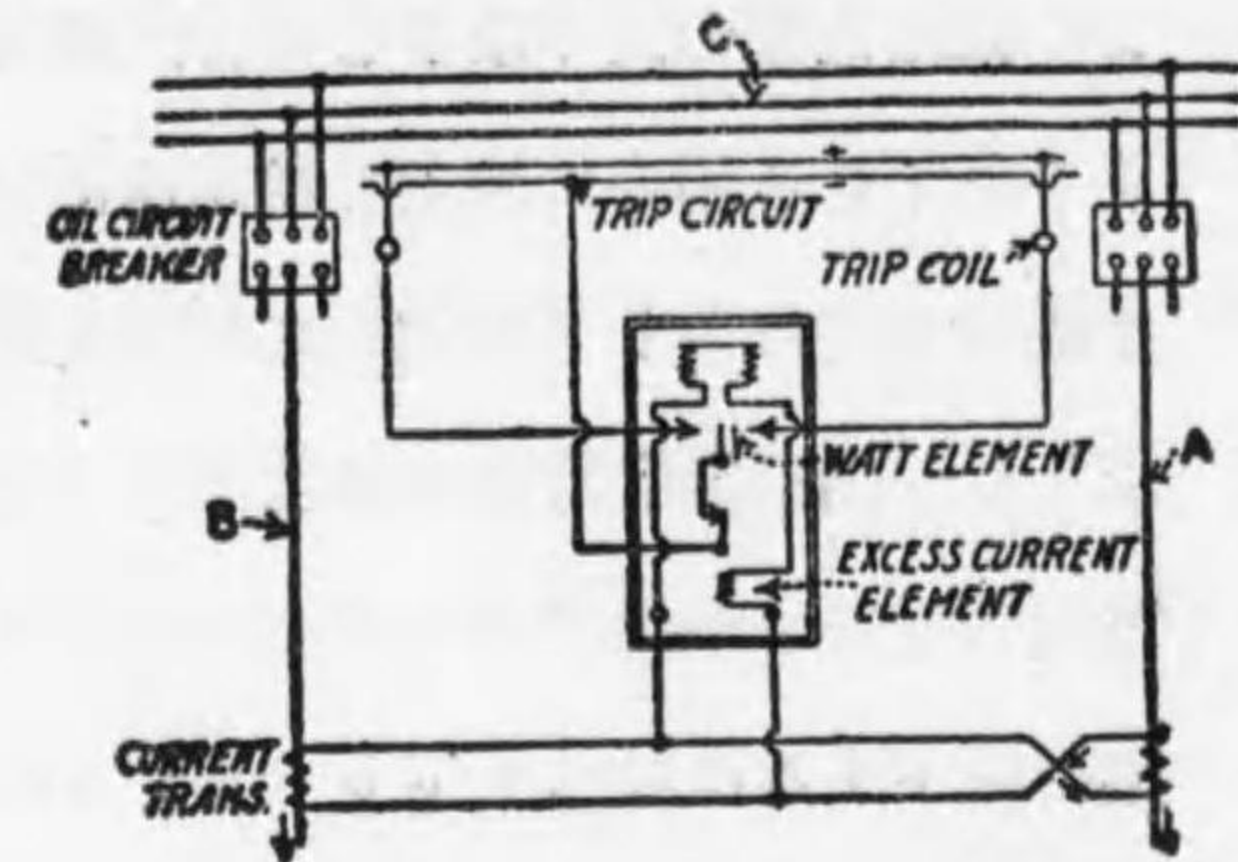 C
+
−
OIL CIRCUIT
BREAKER
TRIP CIRCUIT
TRIP COIL
WATT ELEMENT
A
B
EXCESS CURRENT
ELEMENT
CURRENT
TRANS.